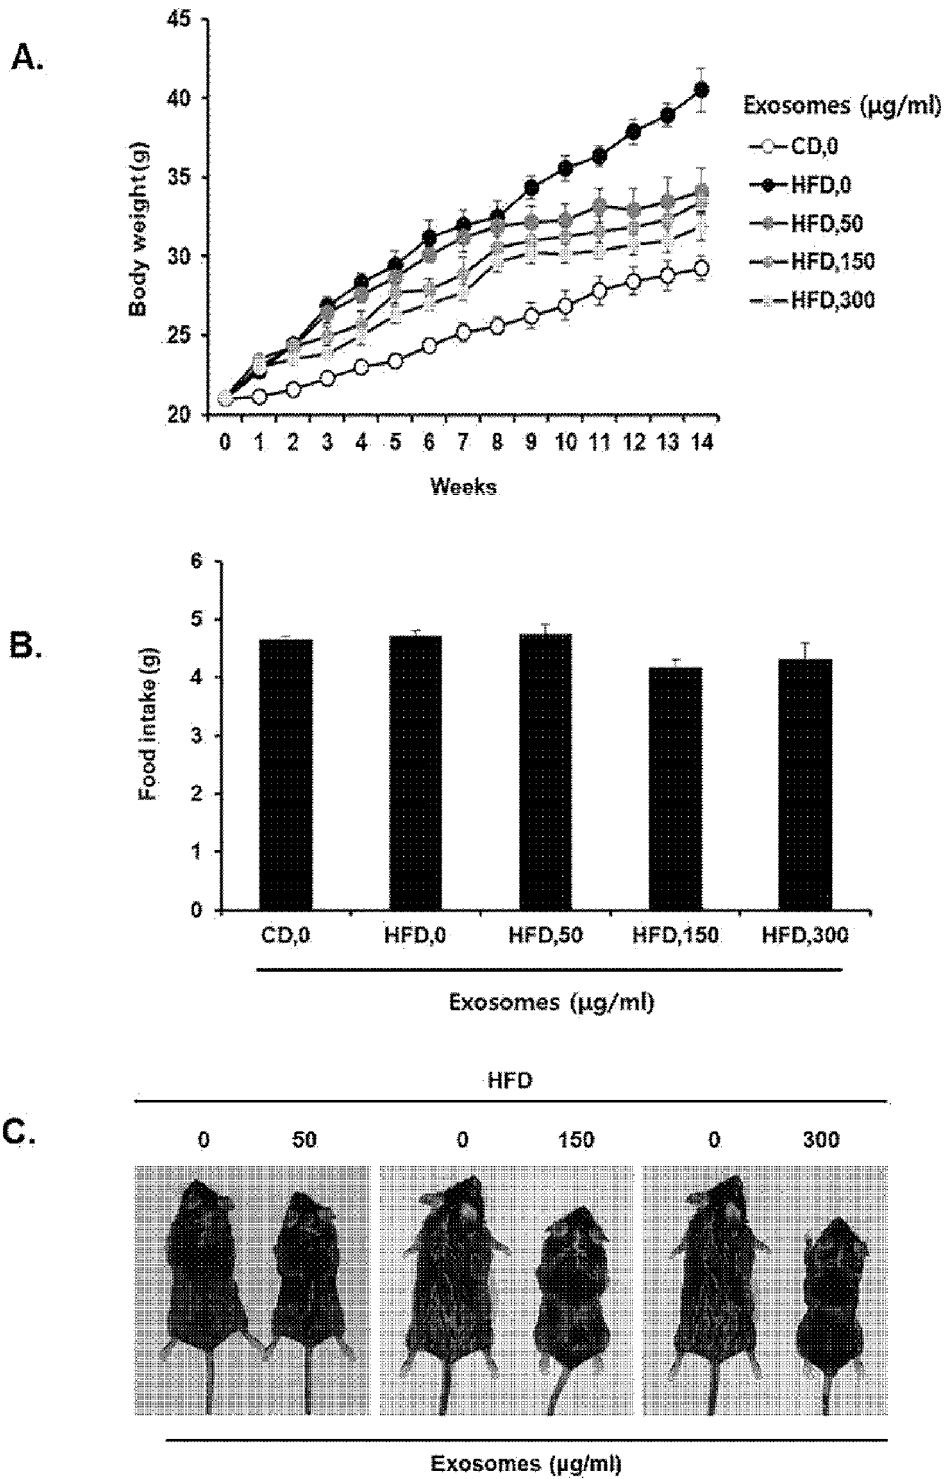 A.
45
40
35
30
25
20
Body weight (g)
0 1 2 3 4 5 6 7 8 9 10 11 12 13 14
Weeks
Exosomes (μg/ml)
CD,0
HFD,0
HFD,50
HFD,150
HFD,300
B.
6
5
4
3
2
1
0
Food intake (g)
CD,0 HFD,0 HFD,50 HFD,150 HFD,300
Exosomes (μg/ml)
HFD
C.
0 50 0 150 0 300
Exosomes (μg/ml)